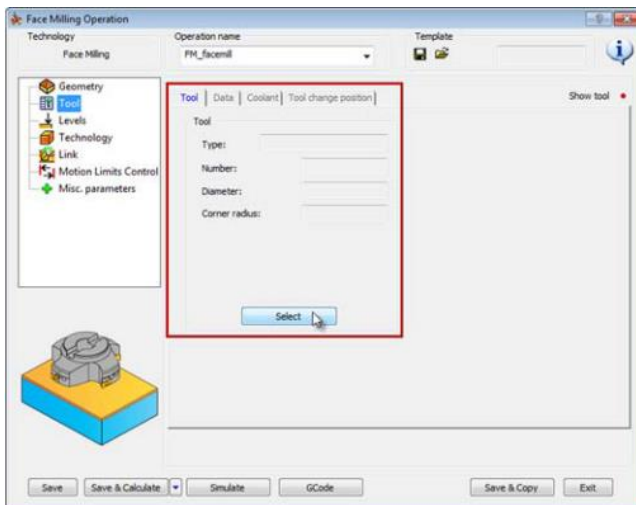 Face Milling Operation
Technology
Face Milling
Operation name
FM_facemill
Template
Geometry
Tool
Levels
Technology
Link
Motion Limits Control
Misc. parameters
Tool Data Coolant Tool change position
Show tool
Tool
Type:
Number:
Diameter:
Corner radius:
Select
Save Save & Calculate Simulate GCode Save & Copy Exit